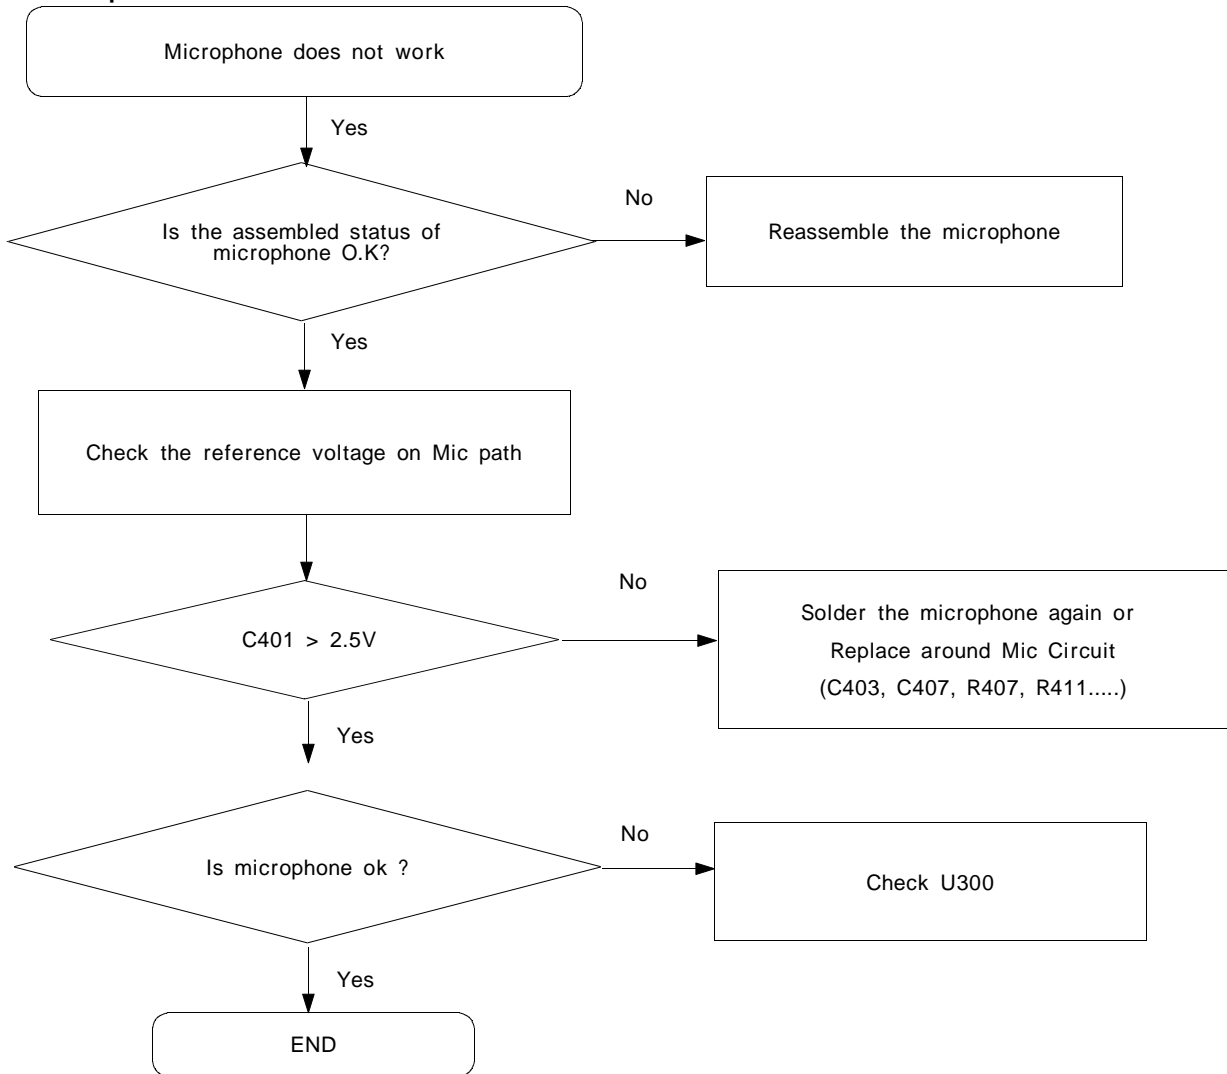 Microphone does not work
Yes
Is the assembled status of
microphone O.K?
No
Reassemble the microphone
Yes
Check the reference voltage on Mic path
C401 > 2.5V
No
Solder the microphone again or
Replace around Mic Circuit
(C403, C407, R407, R411.....)
Yes
Is microphone ok ?
No
Check U300
Yes
END